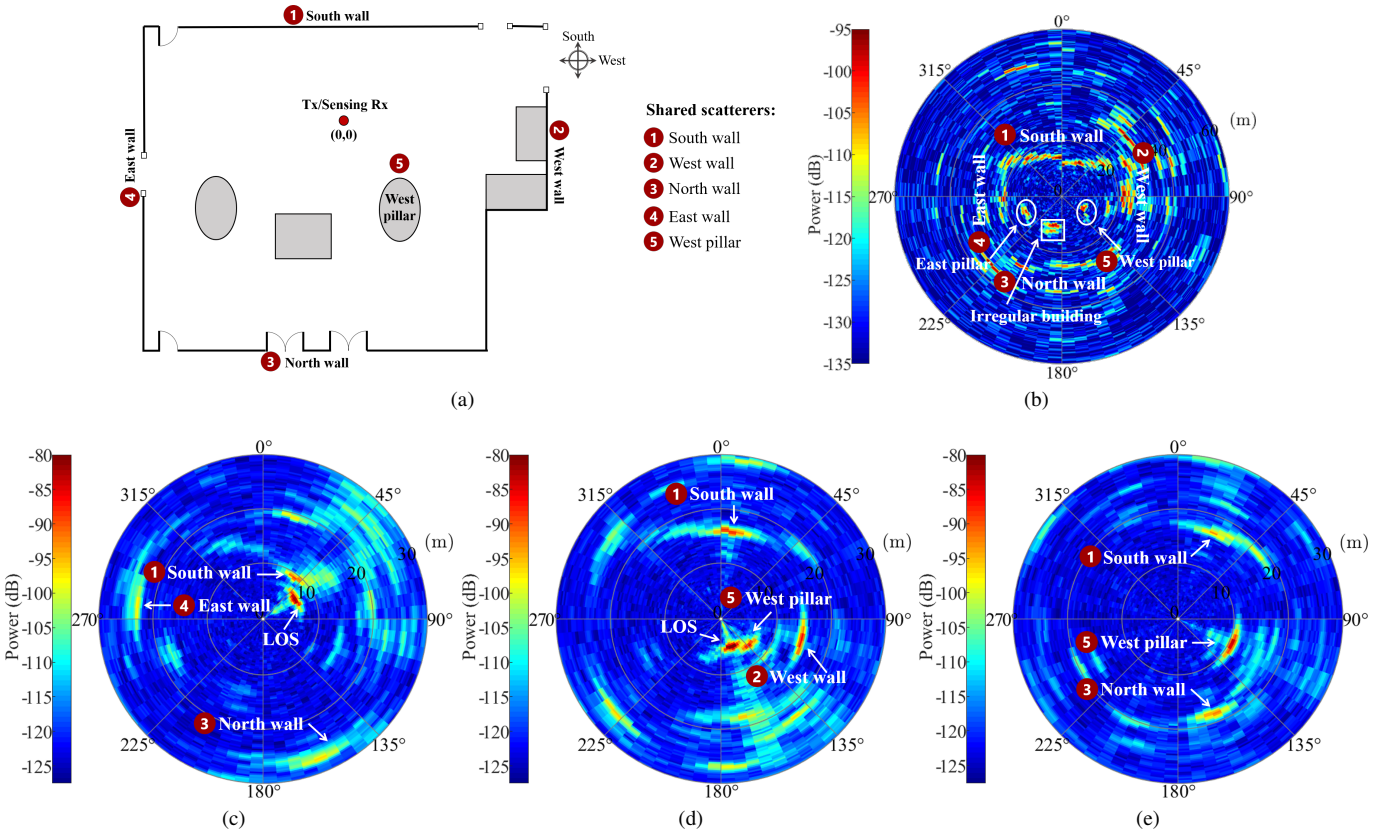 1 South wall
South
West
Tx/Sensing Rx
(0,0)
2 West wall
East wall
4
5
West
pillar
3 North wall
Shared scatterers:
1 South wall
2 West wall
3 North wall
4 East wall
5 West pillar
(a)
Power (dB)
-95
-100
-105
-110
-115
-120
-125
-130
-135
0°
45°
90°
135°
180°
225°
270°
315°
60
(m)
40
20
0
1 South wall
2 West wall
East wall
4
East pillar
5 West pillar
3 North wall
Irregular building
(b)
Power (dB)
-80
-85
-90
-95
-100
-105
-110
-115
-120
-125
0°
45°
90°
135°
180°
225°
270°
315°
30
(m)
20
10
1 South wall
4 East wall
LOS
3 North wall
(c)
Power (dB)
-80
-85
-90
-95
-100
-105
-110
-115
-120
-125
0°
45°
90°
135°
180°
225°
270°
315°
30
(m)
20
10
0
1 South wall
5 West pillar
LOS
2 West wall
(d)
Power (dB)
-80
-85
-90
-95
-100
-105
-110
-115
-120
-125
0°
45°
90°
135°
180°
225°
270°
315°
30
(m)
20
10
1 South wall
5 West pillar
3 North wall
(e)